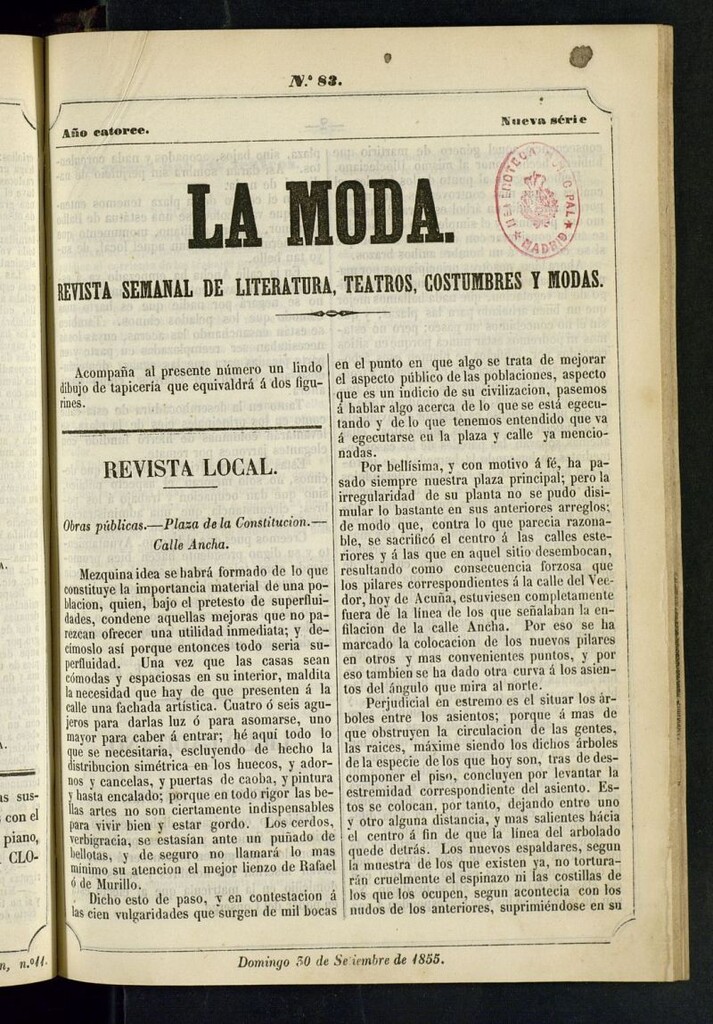 N.º 83.
Año catorce.
Nueva série
LA MODA.
HEMEROTECA MUNICIPAL
★ MADRID ★
REVISTA SEMANAL DE LITERATURA, TEATROS, COSTUMBRES Y MODAS.
Acompaña al presente número un lindo
dibujo de tapicería que equivaldrá á dos figu-
rines.
REVISTA LOCAL.
Obras públicas.—Plaza de la Constitucion.—
Calle Ancha.
Mezquina idea se habrá formado de lo que
constituye la importancia material de una po-
blacion, quien, bajo el pretesto de superflui-
dades, condene aquellas mejoras que no pa-
rezcan ofrecer una utilidad inmediata; y de-
címoslo así porque entonces todo seria su-
perfluidad. Una vez que las casas sean
cómodas y espaciosas en su interior, maldita
la necesidad que hay de que presenten á la
calle una fachada artística. Cuatro ó seis agu-
jeros para darlas luz ó para asomarse, uno
mayor para caber á entrar; hé aquí todo lo
que se necesitaria, escluyendo de hecho la
distribucion simétrica en los huecos, y ador-
nos y cancelas, y puertas de caoba, y pintura
y hasta encalado; porque en todo rigor las be-
llas artes no son ciertamente indispensables
para vivir bien y estar gordo. Los cerdos,
verbigracia, se estasían ante un puñado de
bellotas, y de seguro no llamará lo mas
mínimo su atencion el mejor lienzo de Rafael
ó de Murillo.
Dicho esto de paso, y en contestacion á
las cien vulgaridades que surgen de mil bocas
en el punto en que algo se trata de mejorar
el aspecto público de las poblaciones, aspecto
que es un indicio de su civilizacion, pasemos
á hablar algo acerca de lo que se está egecu-
tando y de lo que tenemos entendido que va
á egecutarse en la plaza y calle ya mencio-
nadas.
Por bellísima, y con motivo á fé, ha pa-
sado siempre nuestra plaza principal; pero la
irregularidad de su planta no se pudo disi-
mular lo bastante en sus anteriores arreglos;
de modo que, contra lo que parecia razona-
ble, se sacrificó el centro á las calles este-
riores y á las que en aquel sitio desembocan,
resultando como consecuencia forzosa que
los pilares correspondientes á la calle del Vee-
dor, hoy de Acuña, estuviesen completamente
fuera de la línea de los que señalaban la en-
filacion de la calle Ancha. Por eso se ha
marcado la colocacion de los nuevos pilares
en otros y mas convenientes puntos, y por
eso tambien se ha dado otra curva á los asien-
tos del ángulo que mira al norte.
Perjudicial en estremo es el situar los ár-
boles entre los asientos; porque á mas de
que obstruyen la circulacion de las gentes,
las raices, máxime siendo los dichos árboles
de la especie de los que hoy son, tras de des-
componer el piso, concluyen por levantar la
estremidad correspondiente del asiento. Es-
tos se colocan, por tanto, dejando entre uno
y otro alguna distancia, y mas salientes hácia
el centro á fin de que la línea del arbolado
quede detrás. Los nuevos espaldares, segun
la muestra de los que existen ya, no tortura-
rán cruelmente el espinazo ni las costillas de
los que los ocupen, segun acontecia con los
nudos de los anteriores, suprimiéndose en su
Domingo 30 de Setiembre de 1855.
as sus-
con el
piano,
CLO-
n, n.º 11.